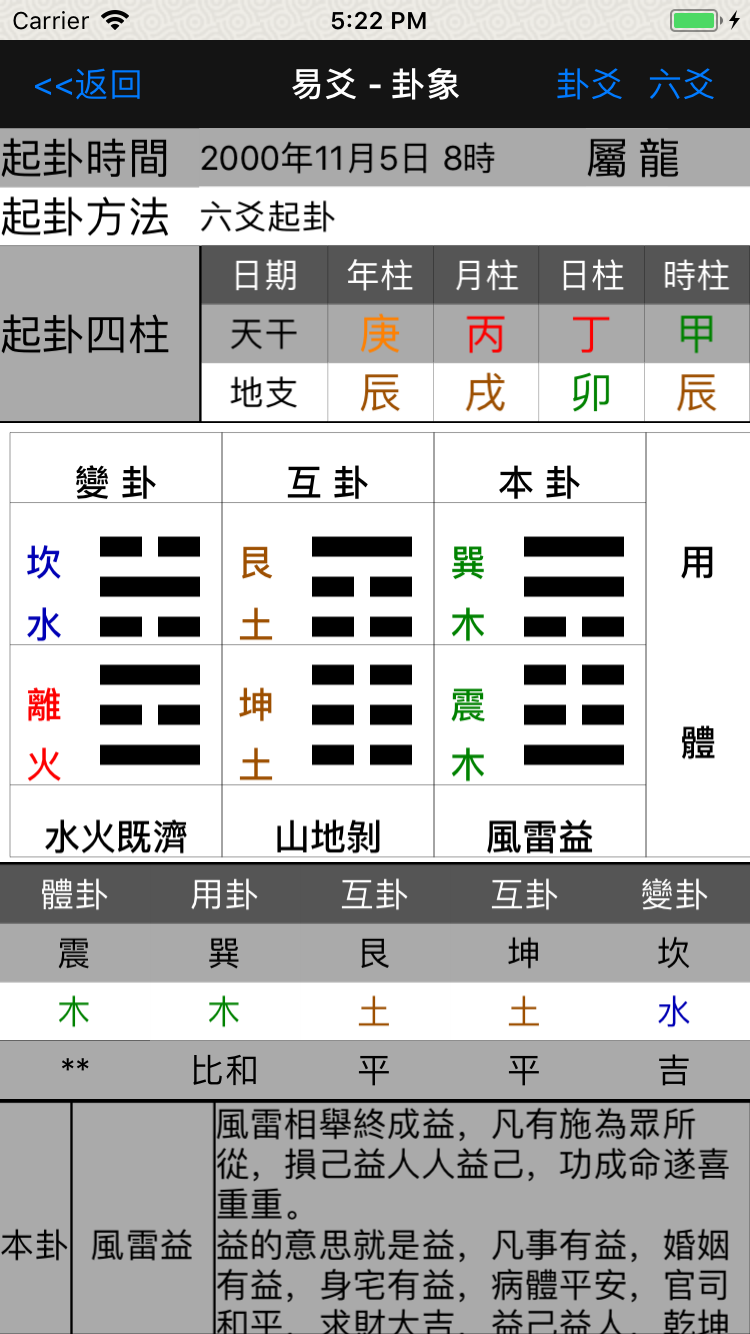 Carrier 5:22 PM
<<返回 易爻 - 卦象 卦爻 六爻
起卦時間 2000年11月5日 8時 屬 龍
起卦方法 六爻起卦
起卦四柱 日期 年柱 月柱 日柱 時柱
天干 庚 丙 丁 甲
地支 辰 戌 卯 辰
變 卦 互 卦 本 卦
坎 艮 巽 用
水 土 木
離 坤 震 體
火 土 木
水火既濟 山地剝 風雷益
體卦 用卦 互卦 互卦 變卦
震 巽 艮 坤 坎
木 木 土 土 水
** 比和 平 平 吉
本卦 風雷益
風雷相舉終成益，凡有施為眾所
從，損己益人人益己，功成命遂喜
重重。
益的意思就是益，凡事有益，婚姻
有益，身宅有益，病體平安，官司
和平，求財大吉，益己益人，乾坤